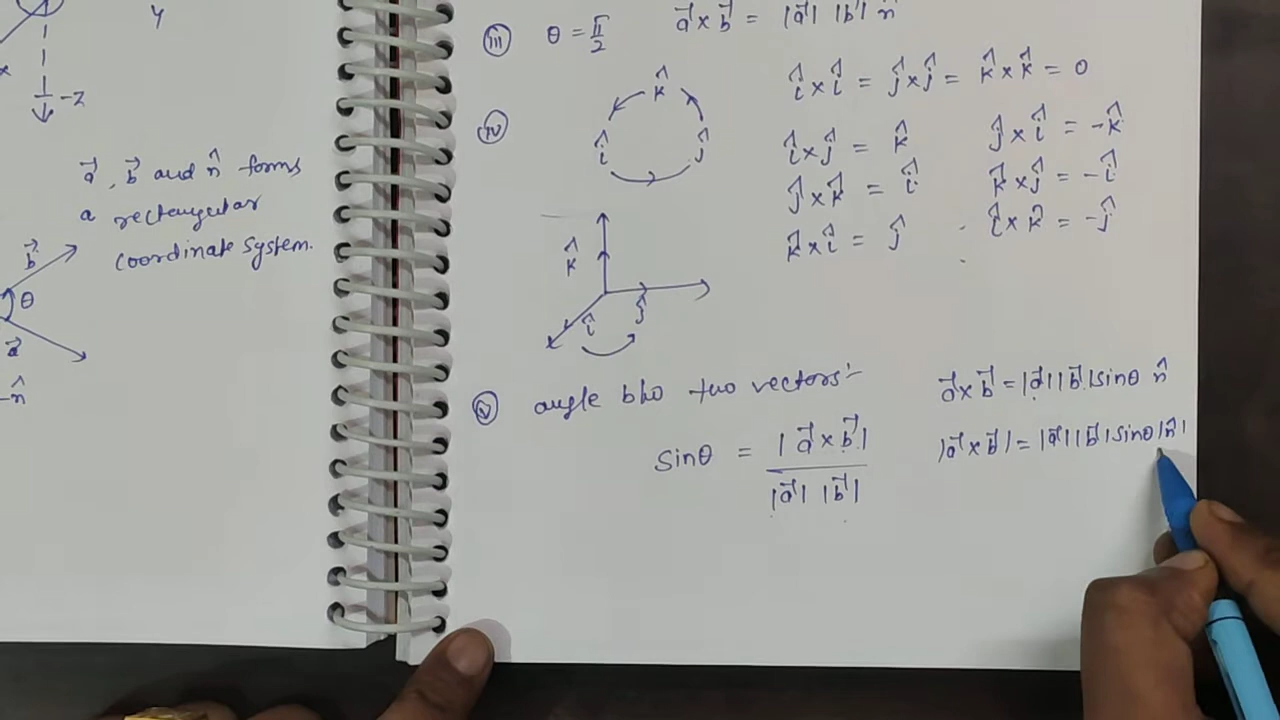 Y
x
-z
a⃗, b⃗ and n̂ forms
a rectangular
coordinate system.
b⃗
θ
a⃗
-n̂
(iii) θ = π/2 a⃗ × b⃗ = |a⃗| |b⃗| n̂
(iv)
k̂
î ĵ
î × î = ĵ × ĵ = k̂ × k̂ = 0
î × ĵ = k̂ ĵ × î = -k̂
ĵ × k̂ = î k̂ × ĵ = -î
k̂ × î = ĵ î × k̂ = -ĵ
k̂
î ĵ
(v) angle b/w two vectors:-
sinθ = |a⃗ × b⃗| / |a⃗| |b⃗|
a⃗ × b⃗ = |a⃗| |b⃗| sinθ n̂
|a⃗ × b⃗| = |a⃗| |b⃗| sinθ |n̂|